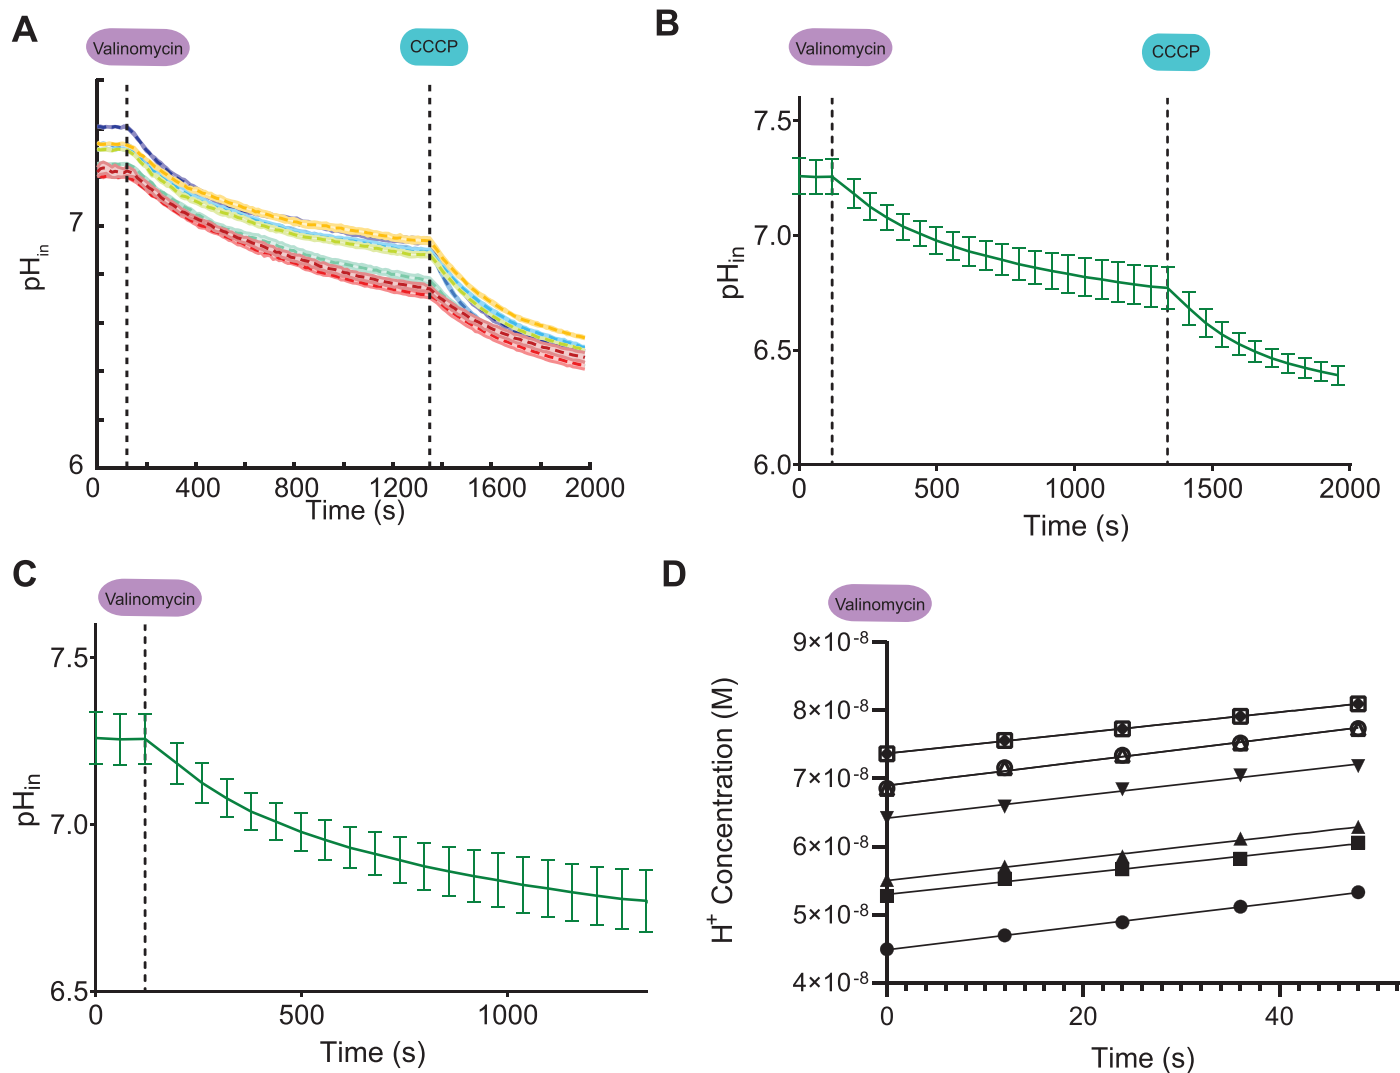 A
Valinomycin
CCCP
7
6
pHin
0 400 800 1200 1600 2000
Time (s)
B
Valinomycin
CCCP
7.5
7.0
6.5
6.0
pHin
0 500 1000 1500 2000
Time (s)
C
Valinomycin
7.5
7.0
6.5
pHin
0 500 1000
Time (s)
D
Valinomycin
9×10-8
8×10-8
7×10-8
6×10-8
5×10-8
4×10-8
H+ Concentration (M)
0 20 40
Time (s)